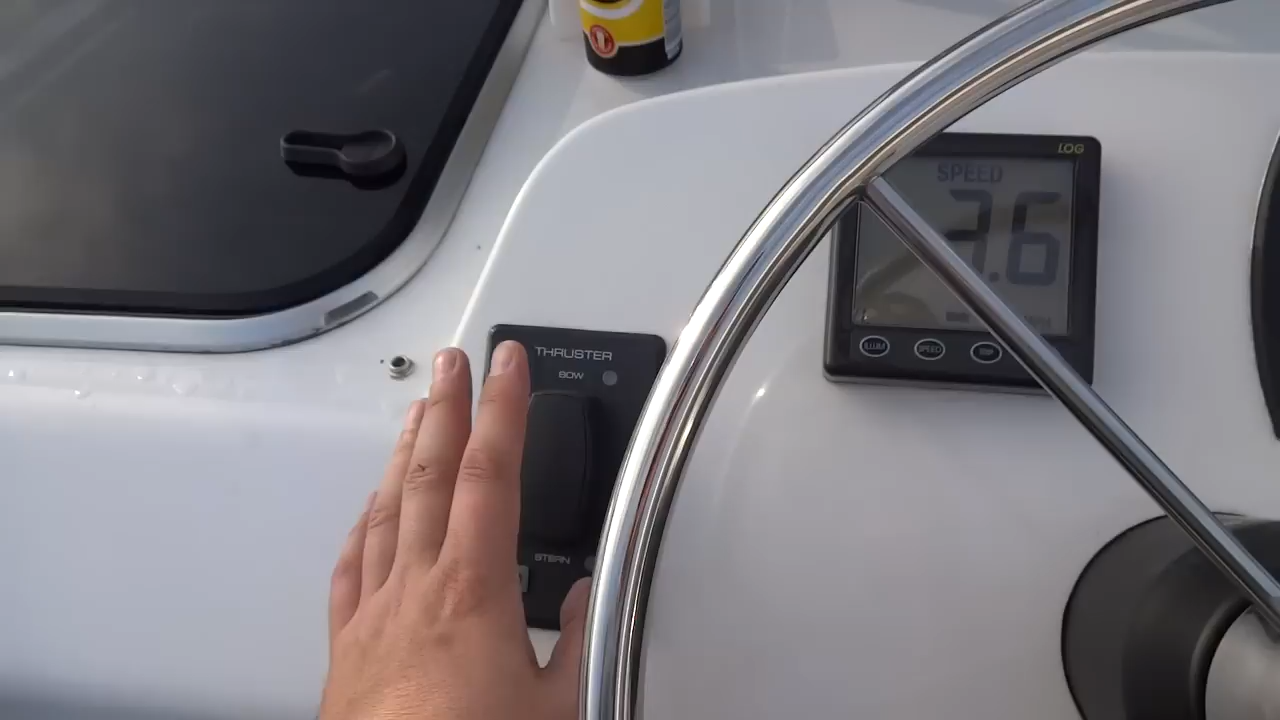 LOG
SPEED
3.6
ILLUM
SPEED
THRUSTER
BOW
STERN